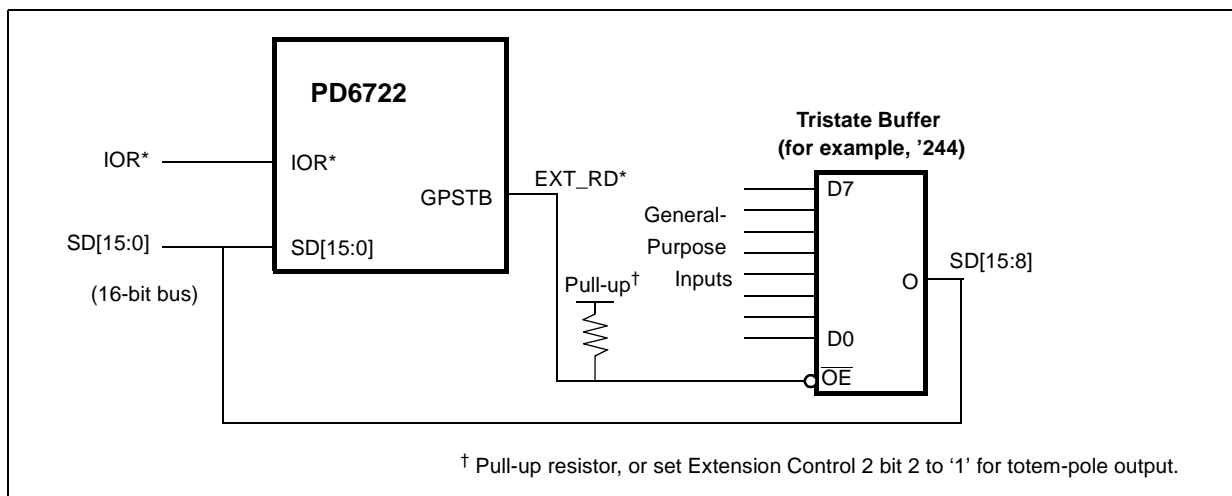 PD6722
IOR*
IOR*
GPSTB
SD[15:0]
SD[15:0]
(16-bit bus)
EXT_RD*
Pull-up†
Tristate Buffer
(for example, ’244)
D7
General-
Purpose
Inputs
D0
O
OE
SD[15:8]
† Pull-up resistor, or set Extension Control 2 bit 2 to ‘1’ for totem-pole output.